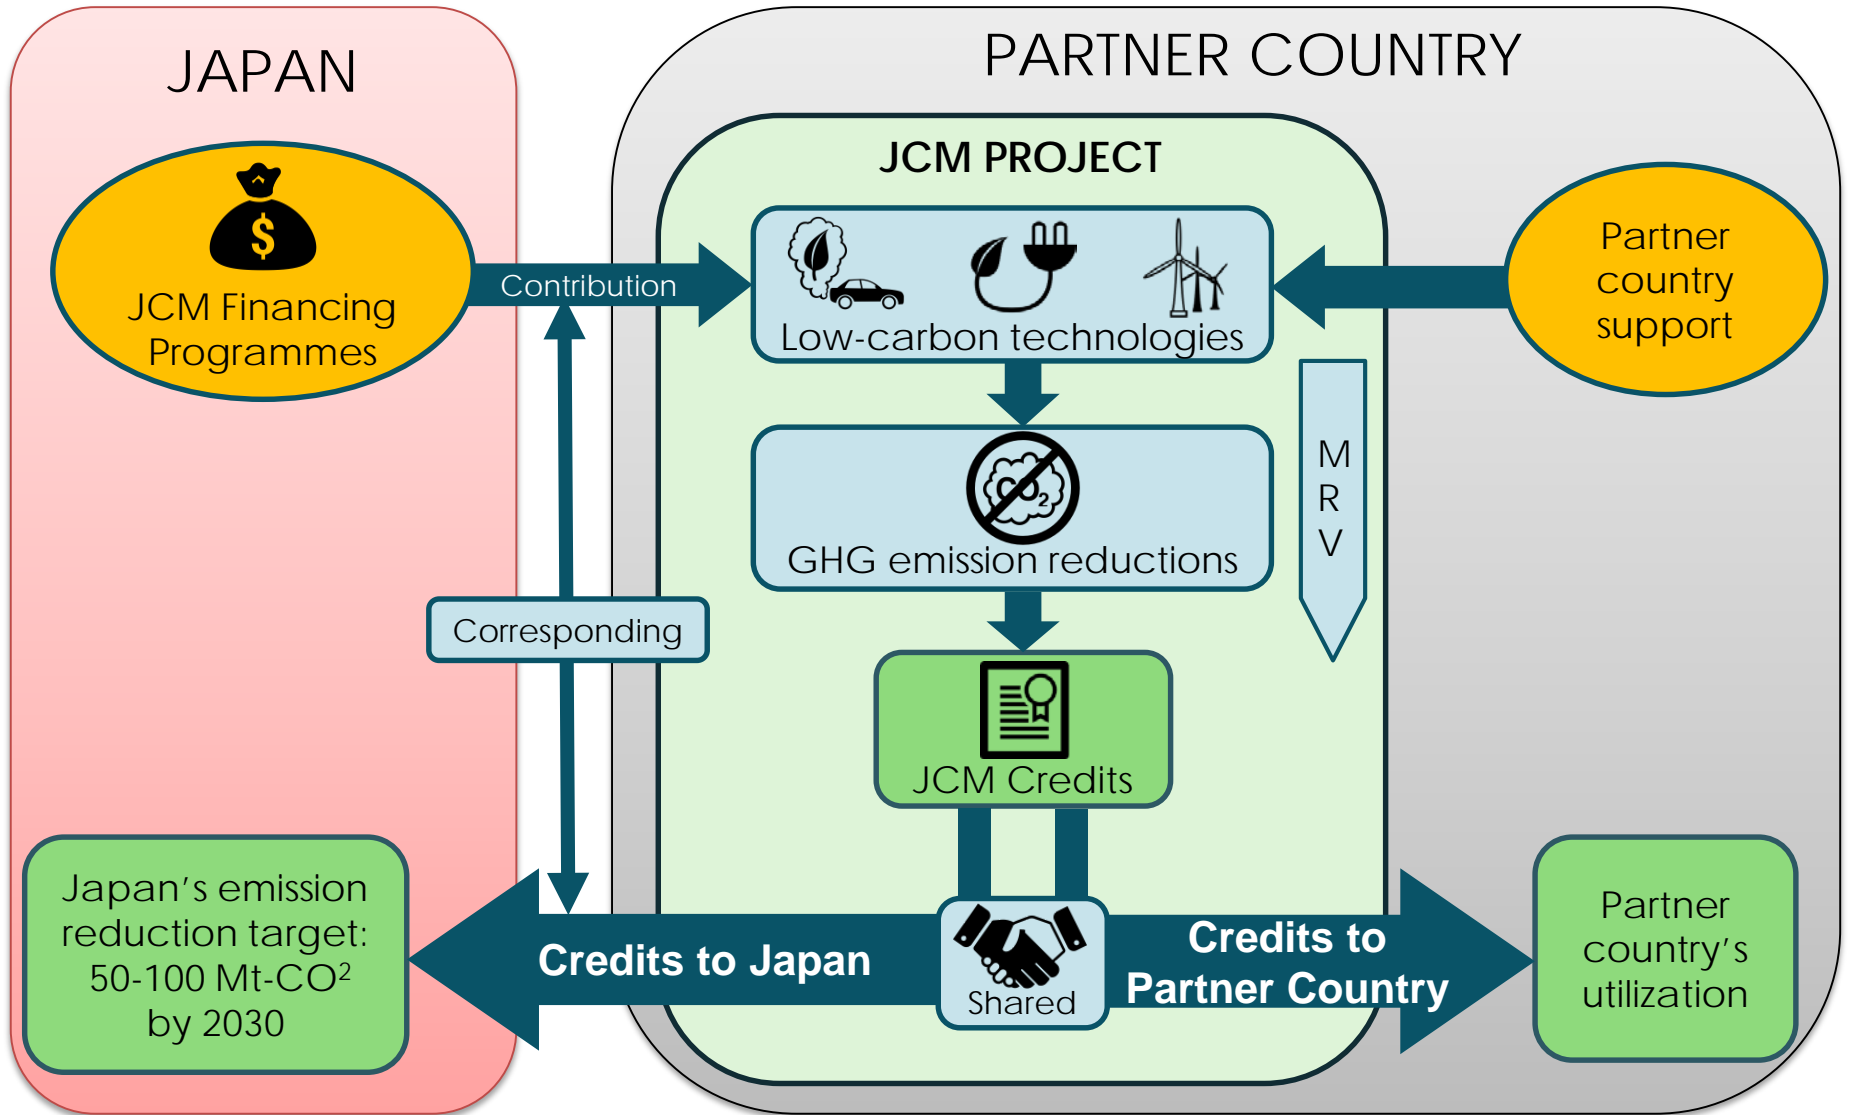 JAPAN
PARTNER COUNTRY
JCM PROJECT
$
JCM Financing
Programmes
Contribution
Low-carbon technologies
Partner
country
support
CO2
GHG emission reductions
M
R
V
Corresponding
JCM Credits
Japan’s emission
reduction target:
50-100 Mt-CO²
by 2030
Credits to Japan
Shared
Credits to
Partner Country
Partner
country’s
utilization